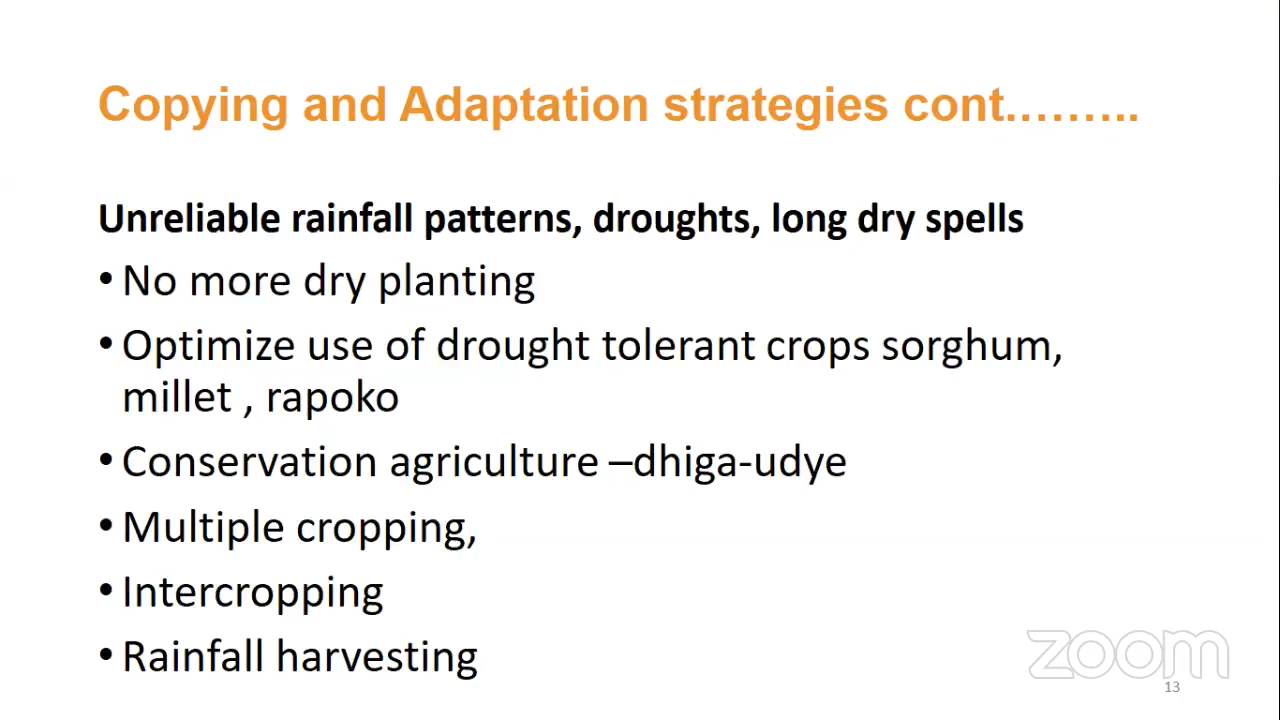 Copying and Adaptation strategies cont………..
Unreliable rainfall patterns, droughts, long dry spells
•No more dry planting
•Optimize use of drought tolerant crops sorghum,
millet , rapoko
•Conservation agriculture –dhiga-udye
•Multiple cropping,
•Intercropping
•Rainfall harvesting
zoom
13